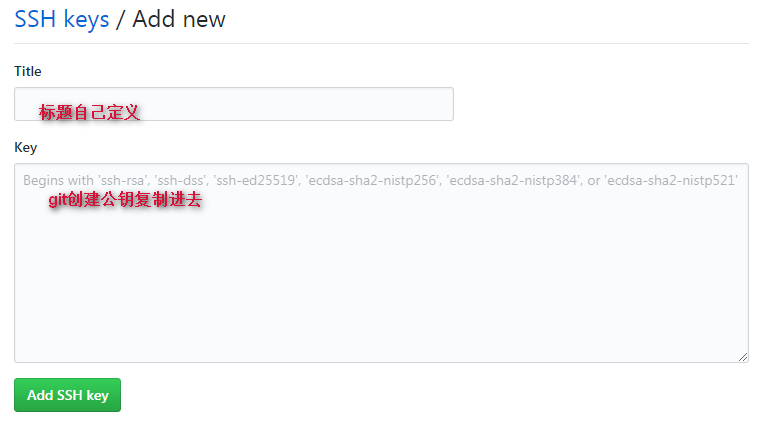 SSH keys / Add new
Title
标题自己定义
Key
Begins with 'ssh-rsa', 'ssh-dss', 'ssh-ed25519', 'ecdsa-sha2-nistp256', 'ecdsa-sha2-nistp384', or 'ecdsa-sha2-nistp521'
git创建公钥复制进去
Add SSH key